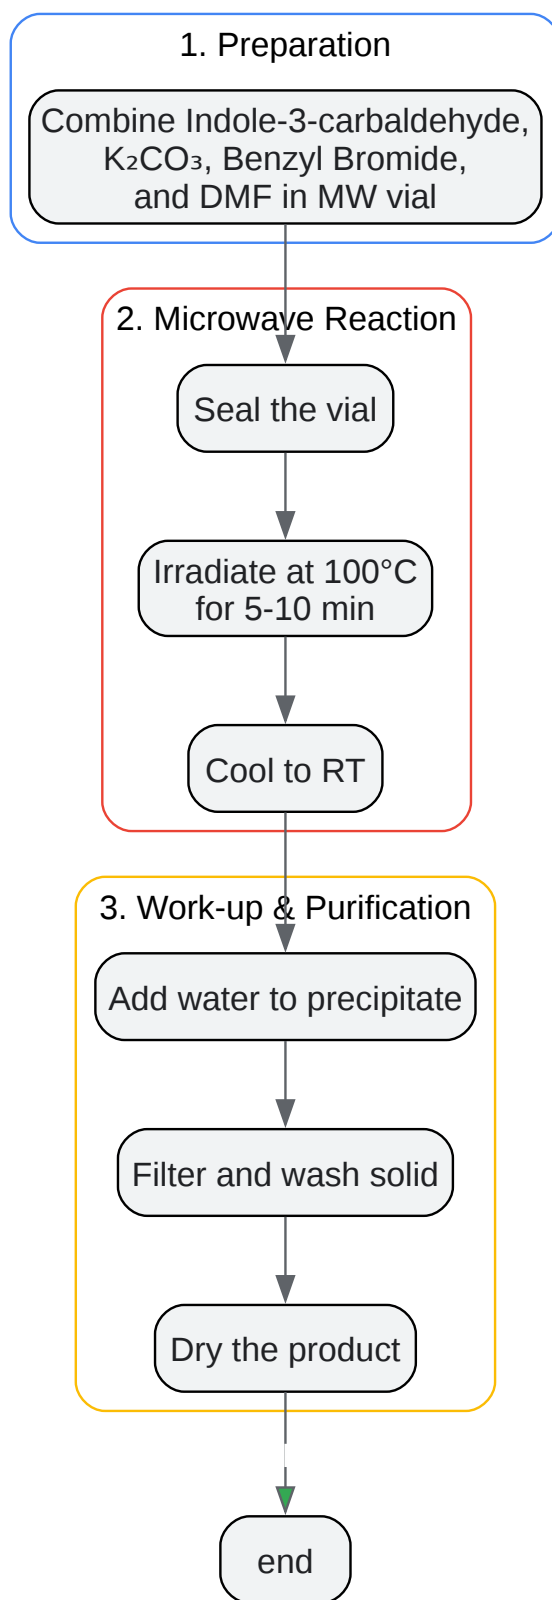 1. Preparation
Combine Indole-3-carbaldehyde,
K₂CO₃, Benzyl Bromide,
and DMF in MW vial
2. Microwave Reaction
Seal the vial
Irradiate at 100°C
for 5-10 min
Cool to RT
3. Work-up & Purification
Add water to precipitate
Filter and wash solid
Dry the product
end